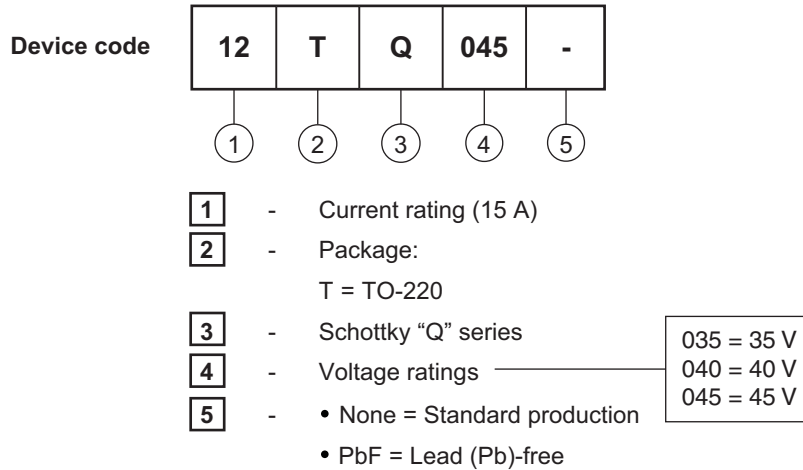 Device code 12 T Q 045 -
1 2 3 4 5
1 - Current rating (15 A)
2 - Package:
T = TO-220
3 - Schottky “Q” series
4 - Voltage ratings
5 - • None = Standard production
• PbF = Lead (Pb)-free
035 = 35 V
040 = 40 V
045 = 45 V